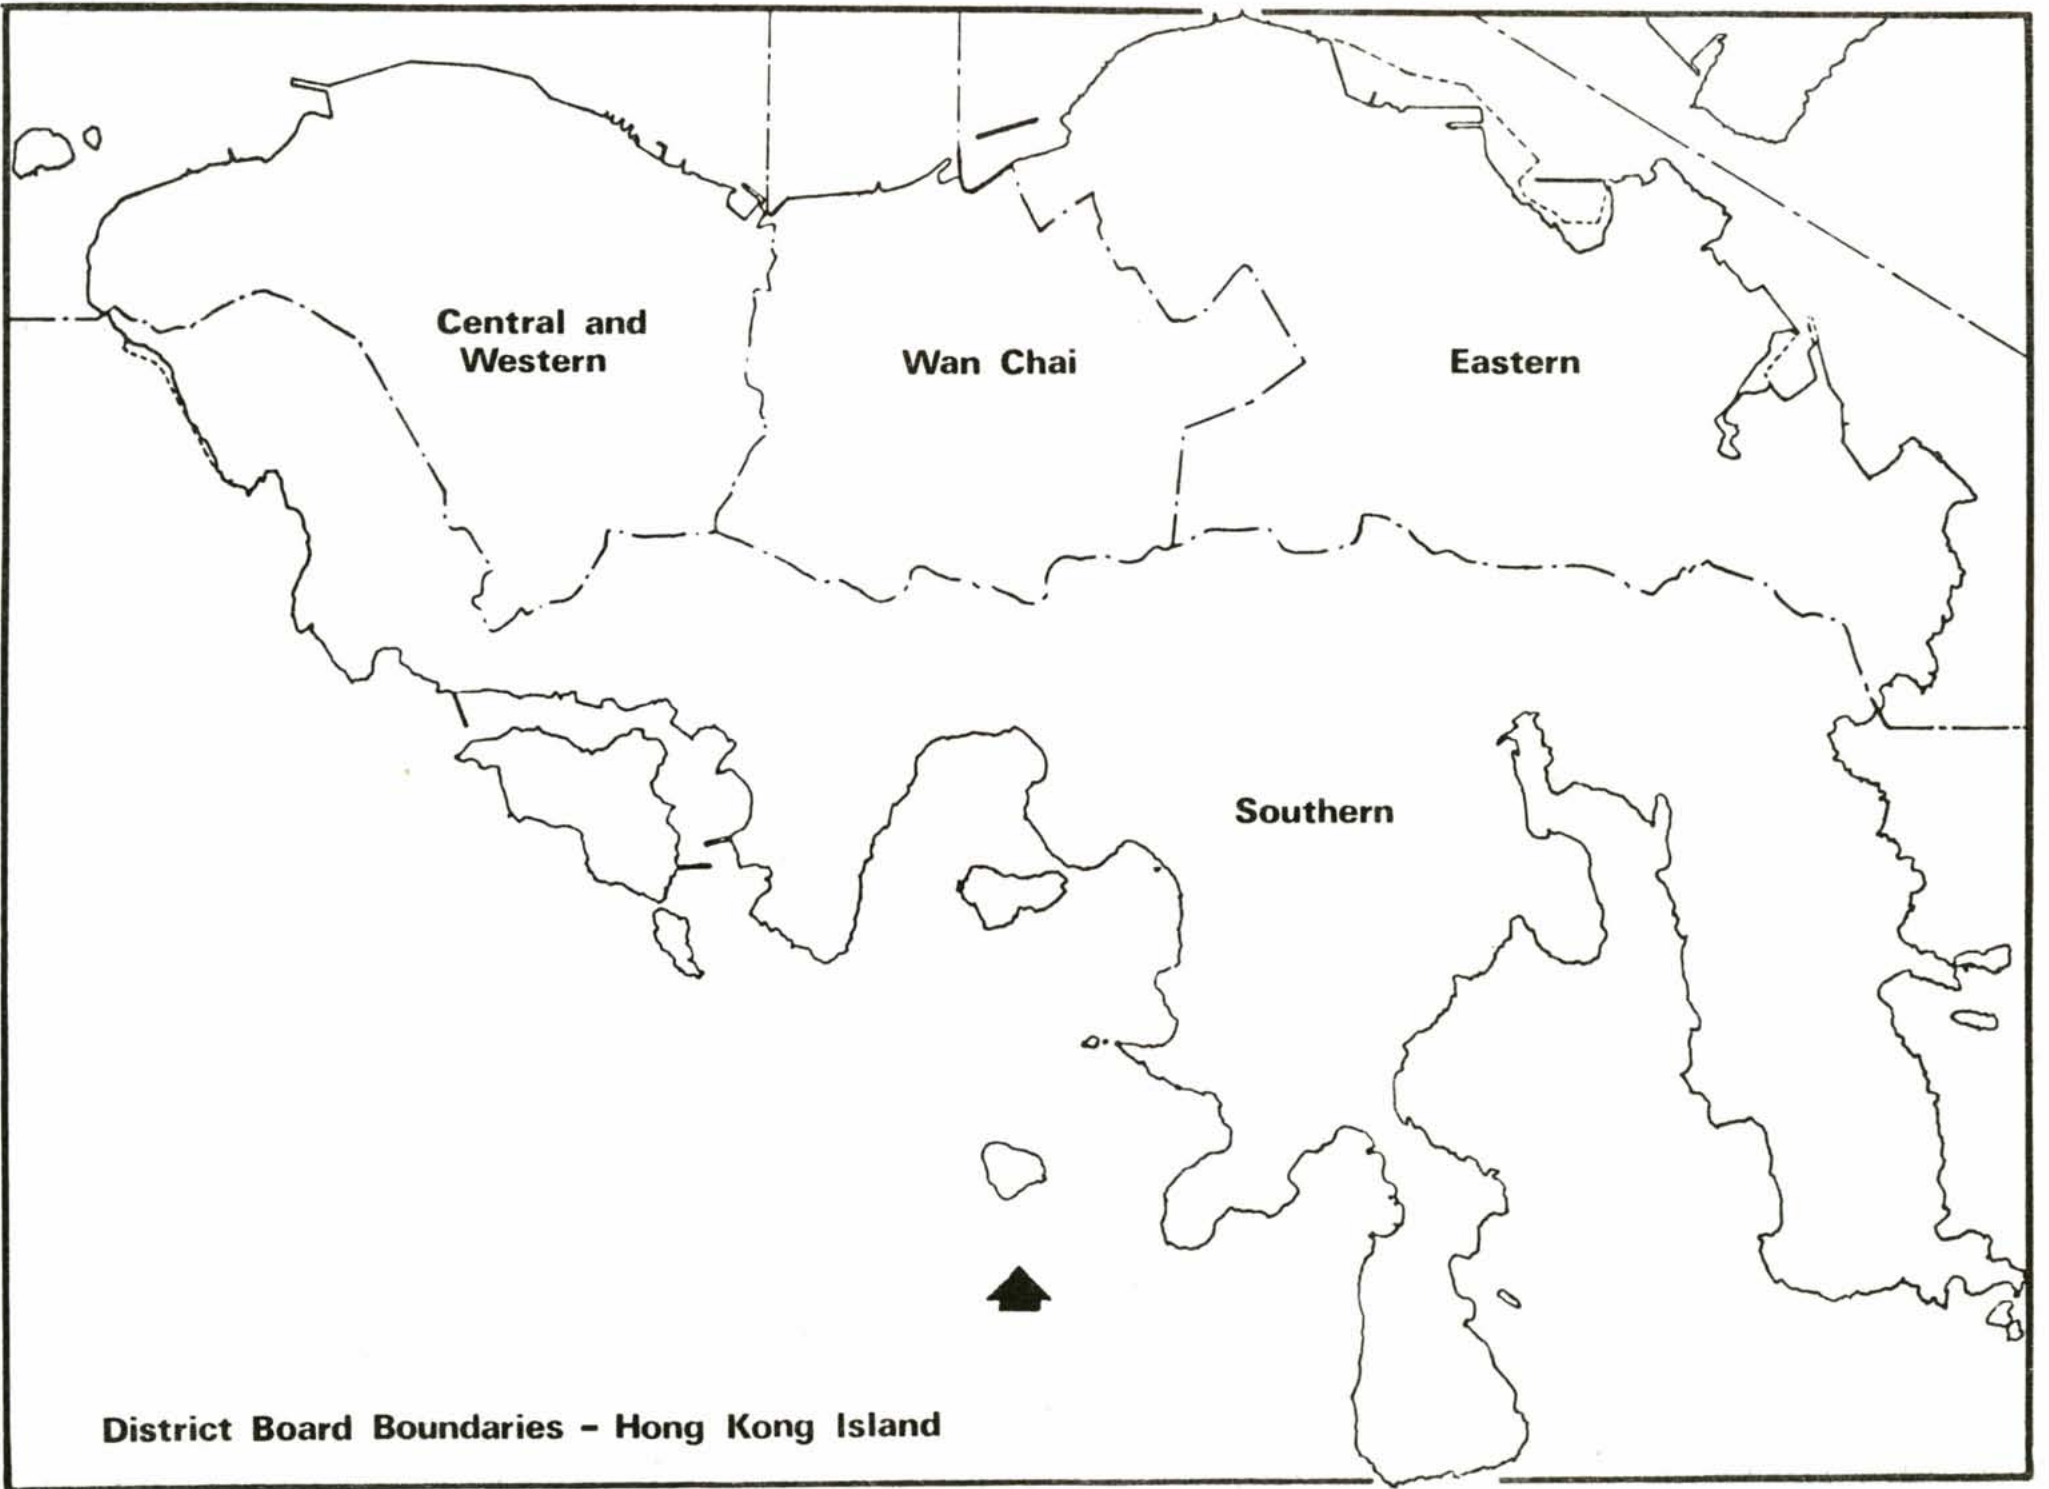 Central and
Western
Wan Chai
Eastern
Southern
District Board Boundaries - Hong Kong Island